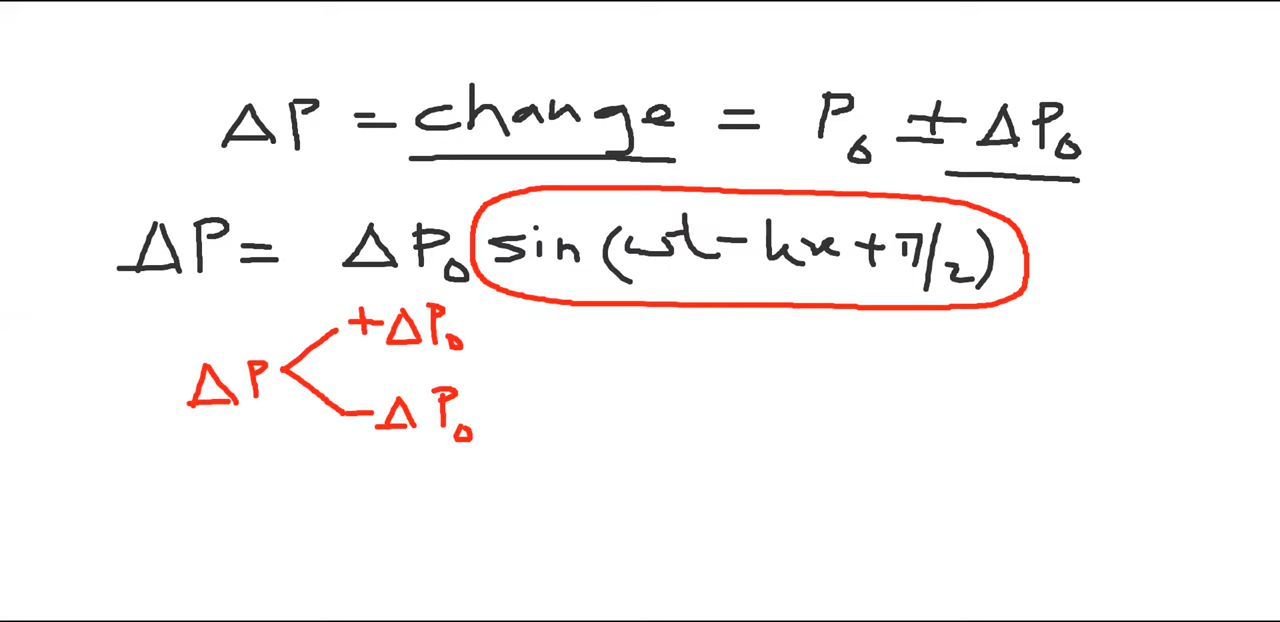 ΔP = change = P₀ ± ΔP₀
ΔP = ΔP₀ sin (ωt - kx + π/2)
+ΔP₀
ΔP
-ΔP₀